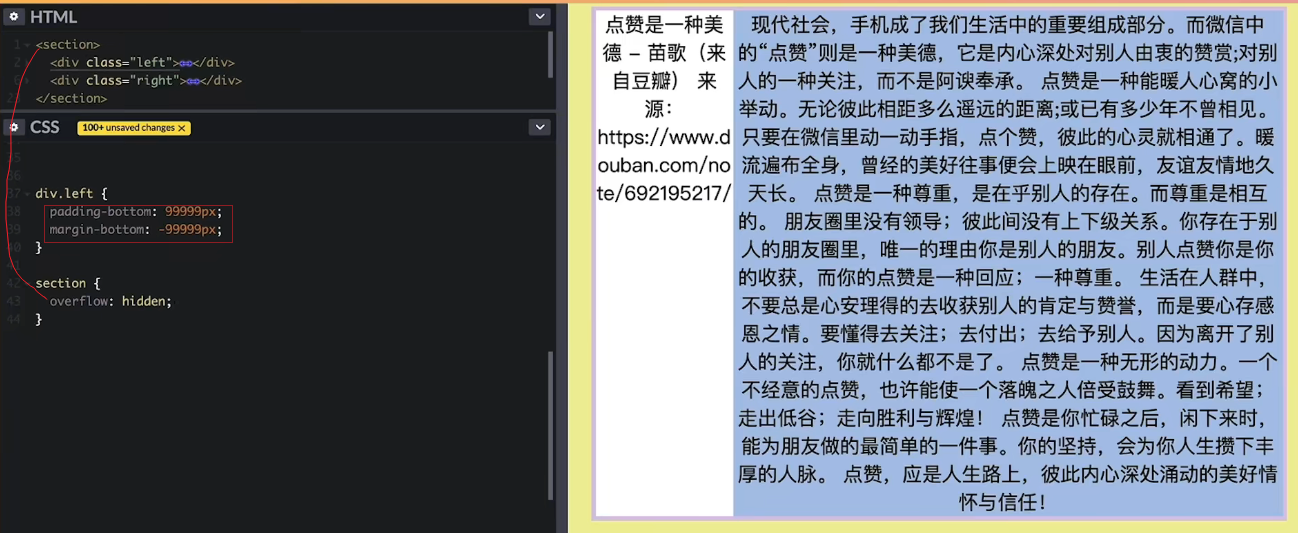 HTML
1 <section>
2 <div class="left"></div>
<div class="right"></div>
</section>
CSS
100+ unsaved changes ×
35
36
37 div.left {
38 padding-bottom: 99999px;
39 margin-bottom: -99999px;
40 }
41
42 section {
43 overflow: hidden;
44 }
点赞是一种美
德 – 苗歌（来
自豆瓣） 来
源：
https://www.d
ouban.com/no
te/692195217/
现代社会，手机成了我们生活中的重要组成部分。而微信中
的“点赞”则是一种美德，它是内心深处对别人由衷的赞赏;对别
人的一种关注，而不是阿谀奉承。 点赞是一种能暖人心窝的小
举动。无论彼此相距多么遥远的距离;或已有多少年不曾相见。
只要在微信里动一动手指，点个赞，彼此的心灵就相通了。暖
流遍布全身，曾经的美好往事便会上映在眼前，友谊友情地久
天长。 点赞是一种尊重，是在乎别人的存在。而尊重是相互
的。 朋友圈里没有领导；彼此间没有上下级关系。你存在于别
人的朋友圈里，唯一的理由你是别人的朋友。别人点赞你是你
的收获，而你的点赞是一种回应；一种尊重。 生活在人群中，
不要总是心安理得的去收获别人的肯定与赞誉，而是要心存感
恩之情。要懂得去关注；去付出；去给予别人。因为离开了别
人的关注，你就什么都不是了。 点赞是一种无形的动力。一个
不经意的点赞，也许能使一个落魄之人倍受鼓舞。看到希望；
走出低谷；走向胜利与辉煌！ 点赞是你忙碌之后，闲下来时，
能为朋友做的最简单的一件事。你的坚持，会为你人生攒下丰
厚的人脉。 点赞，应是人生路上，彼此内心深处涌动的美好情
怀与信任！